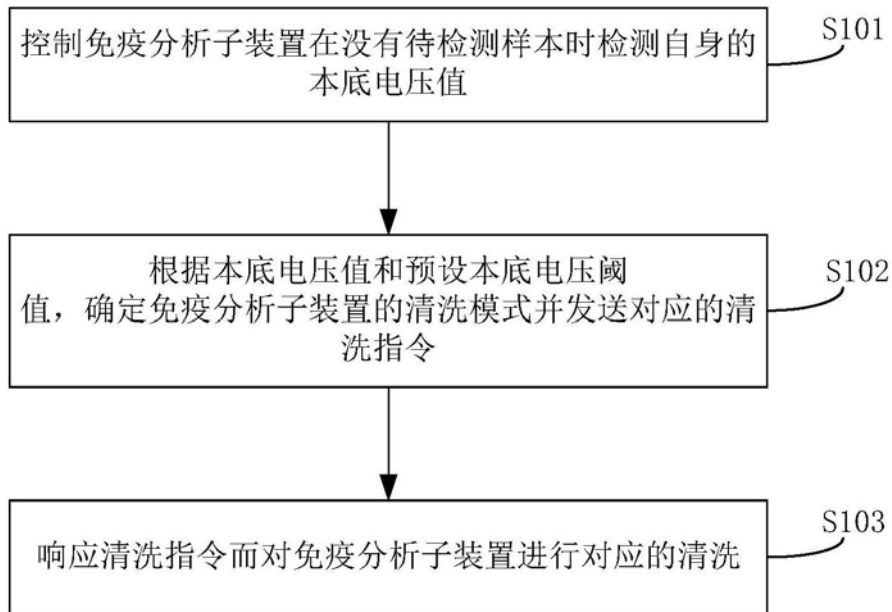 控制免疫分析子装置在没有待检测样本时检测自身的
本底电压值
S101
根据本底电压值和预设本底电压阈
值，确定免疫分析子装置的清洗模式并发送对应的清
洗指令
S102
响应清洗指令而对免疫分析子装置进行对应的清洗
S103